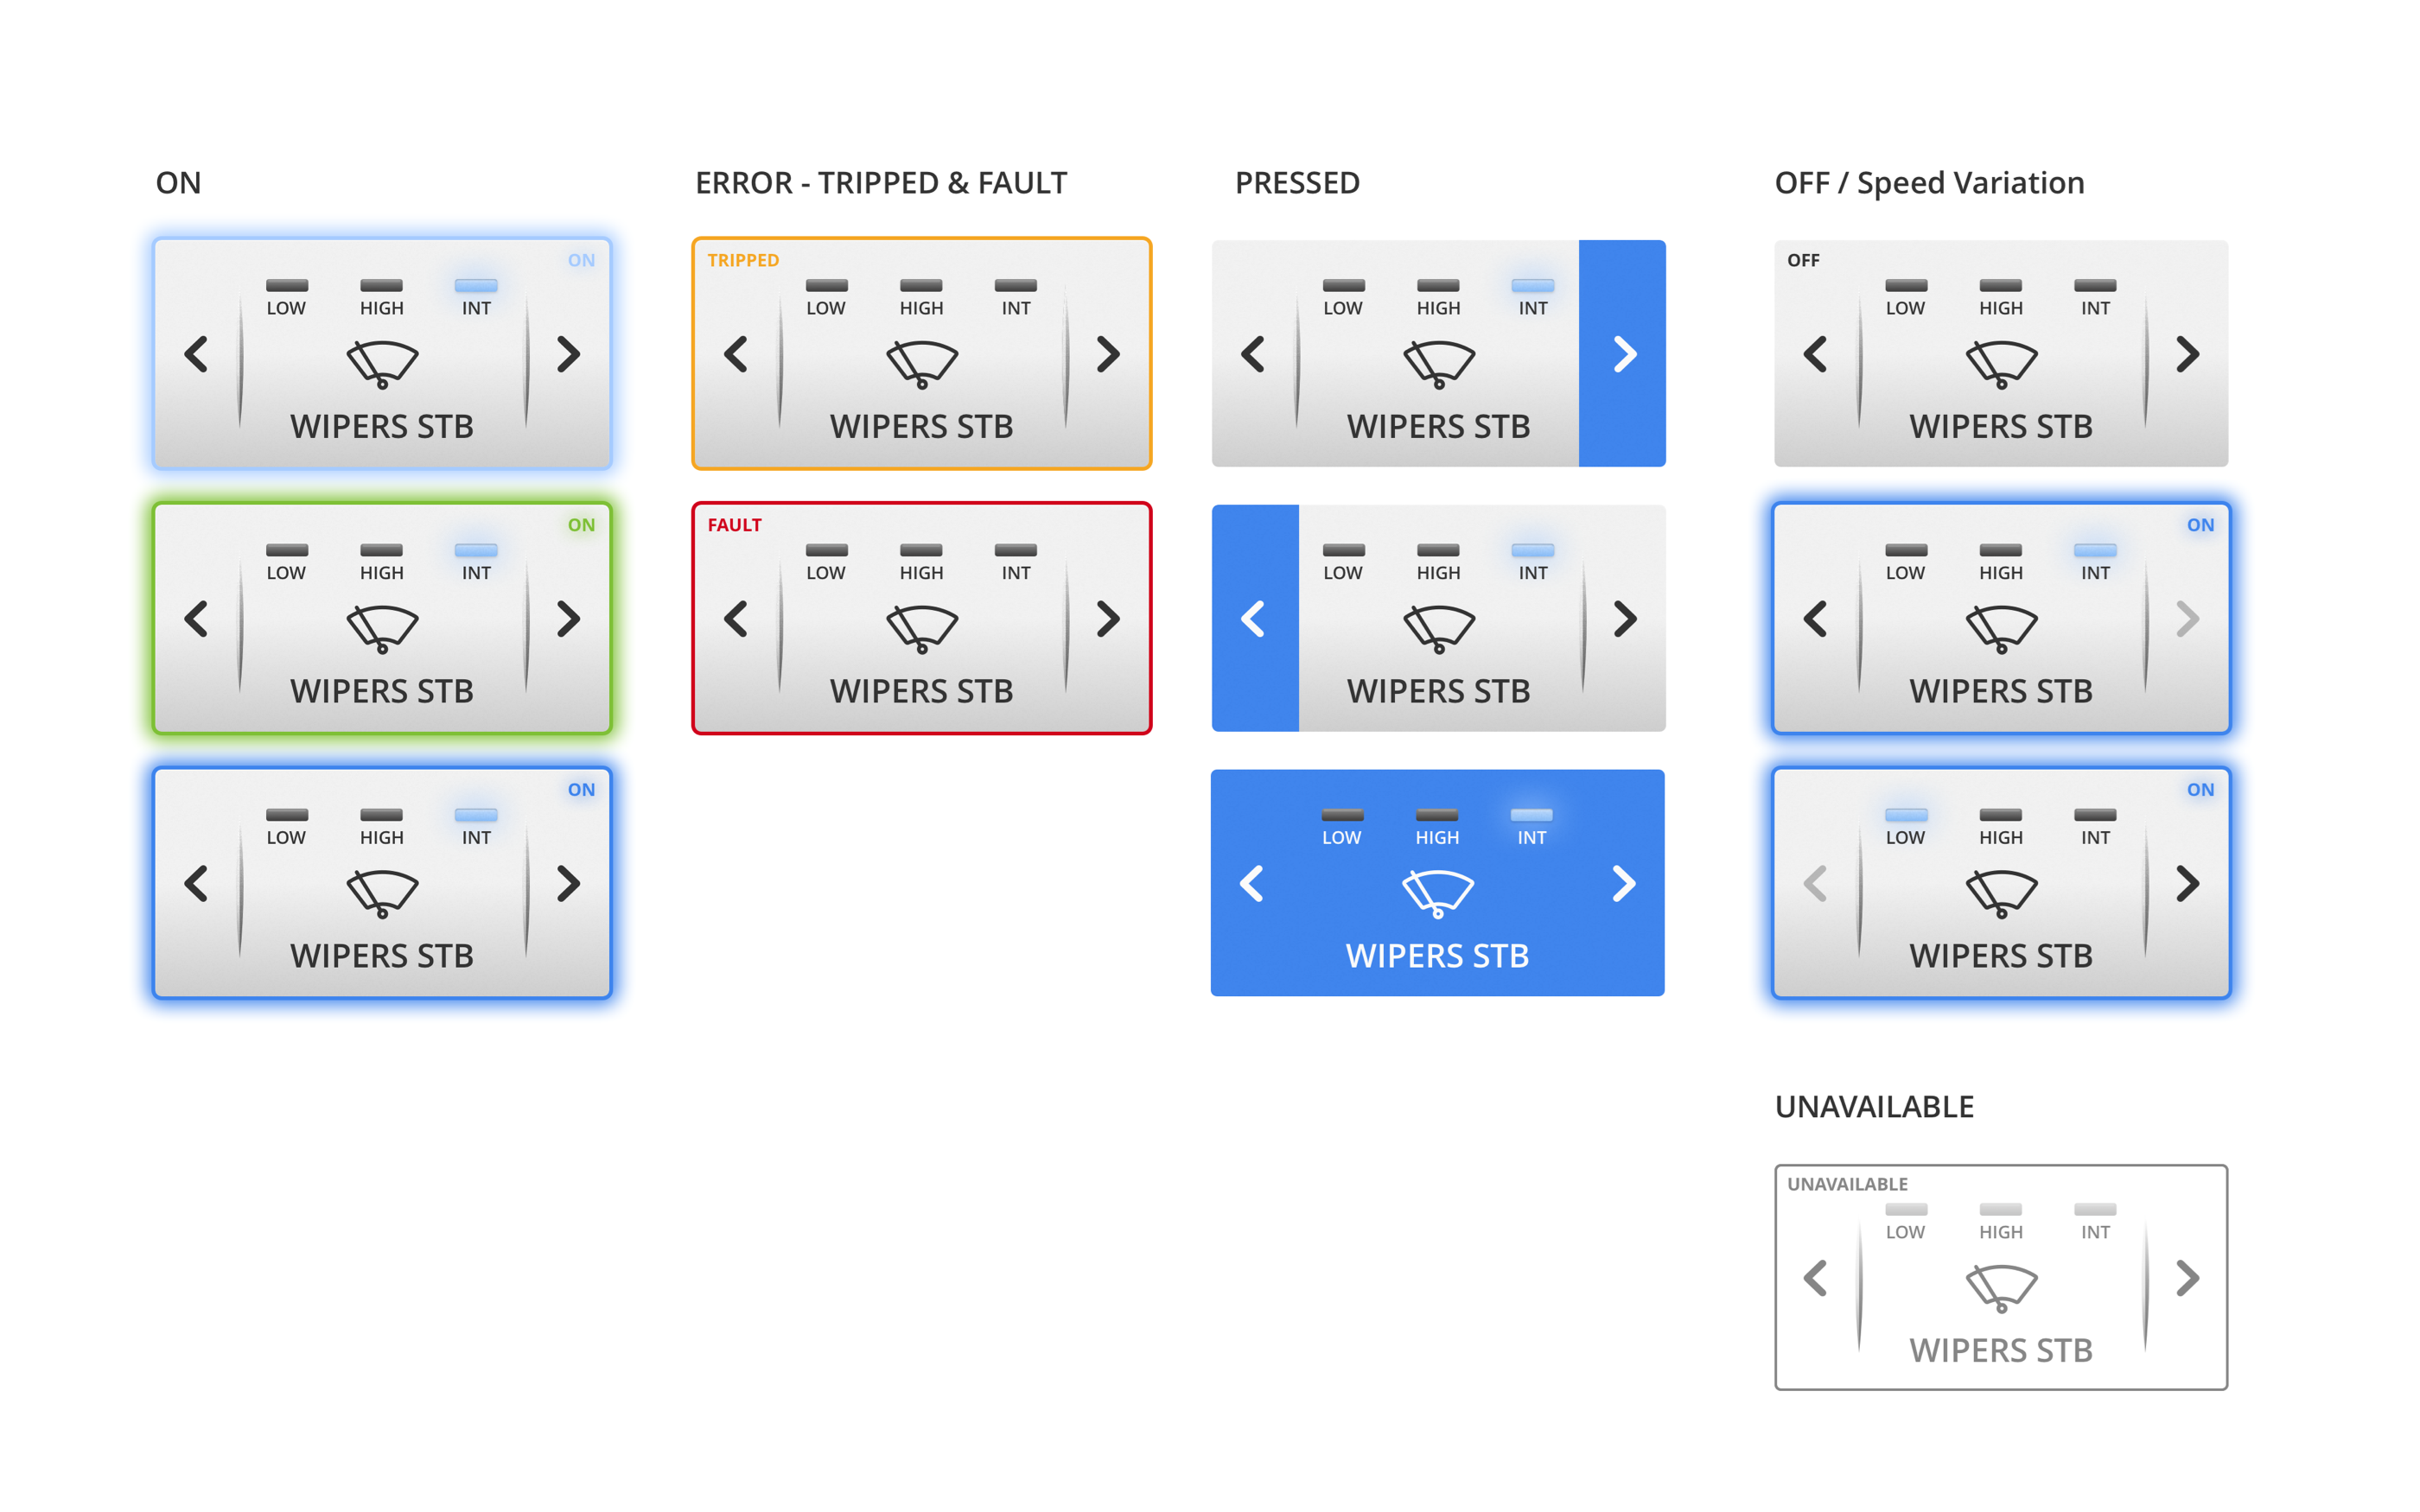 ON
ON
LOW HIGH INT
WIPERS STB
ON
LOW HIGH INT
WIPERS STB
ON
LOW HIGH INT
WIPERS STB
ERROR - TRIPPED & FAULT
TRIPPED
LOW HIGH INT
WIPERS STB
FAULT
LOW HIGH INT
WIPERS STB
PRESSED
LOW HIGH INT
WIPERS STB
LOW HIGH INT
WIPERS STB
LOW HIGH INT
WIPERS STB
OFF / Speed Variation
OFF
LOW HIGH INT
WIPERS STB
ON
LOW HIGH INT
WIPERS STB
ON
LOW HIGH INT
WIPERS STB
UNAVAILABLE
UNAVAILABLE
LOW HIGH INT
WIPERS STB